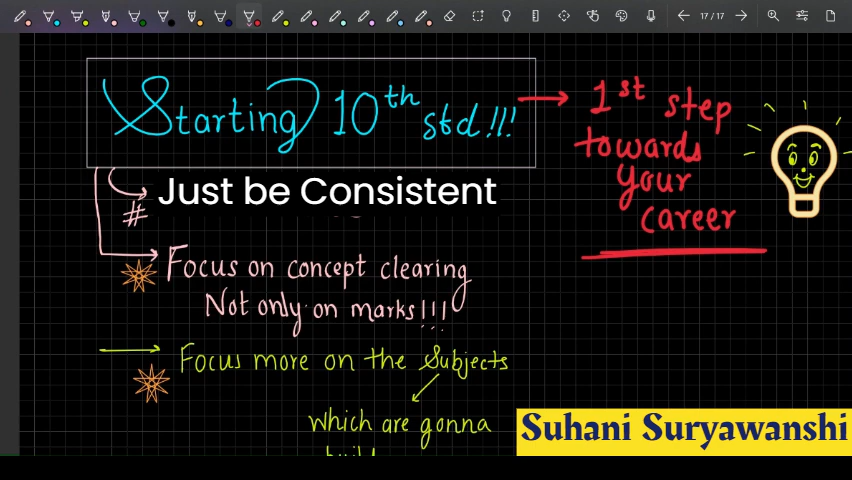 17 / 17
Starting 10th std!!!
1st step
towards
your
career
# Just be Consistent
Focus on concept clearing
Not only on marks!!!
Focus more on the Subjects
which are gonna
Suhani Suryawanshi